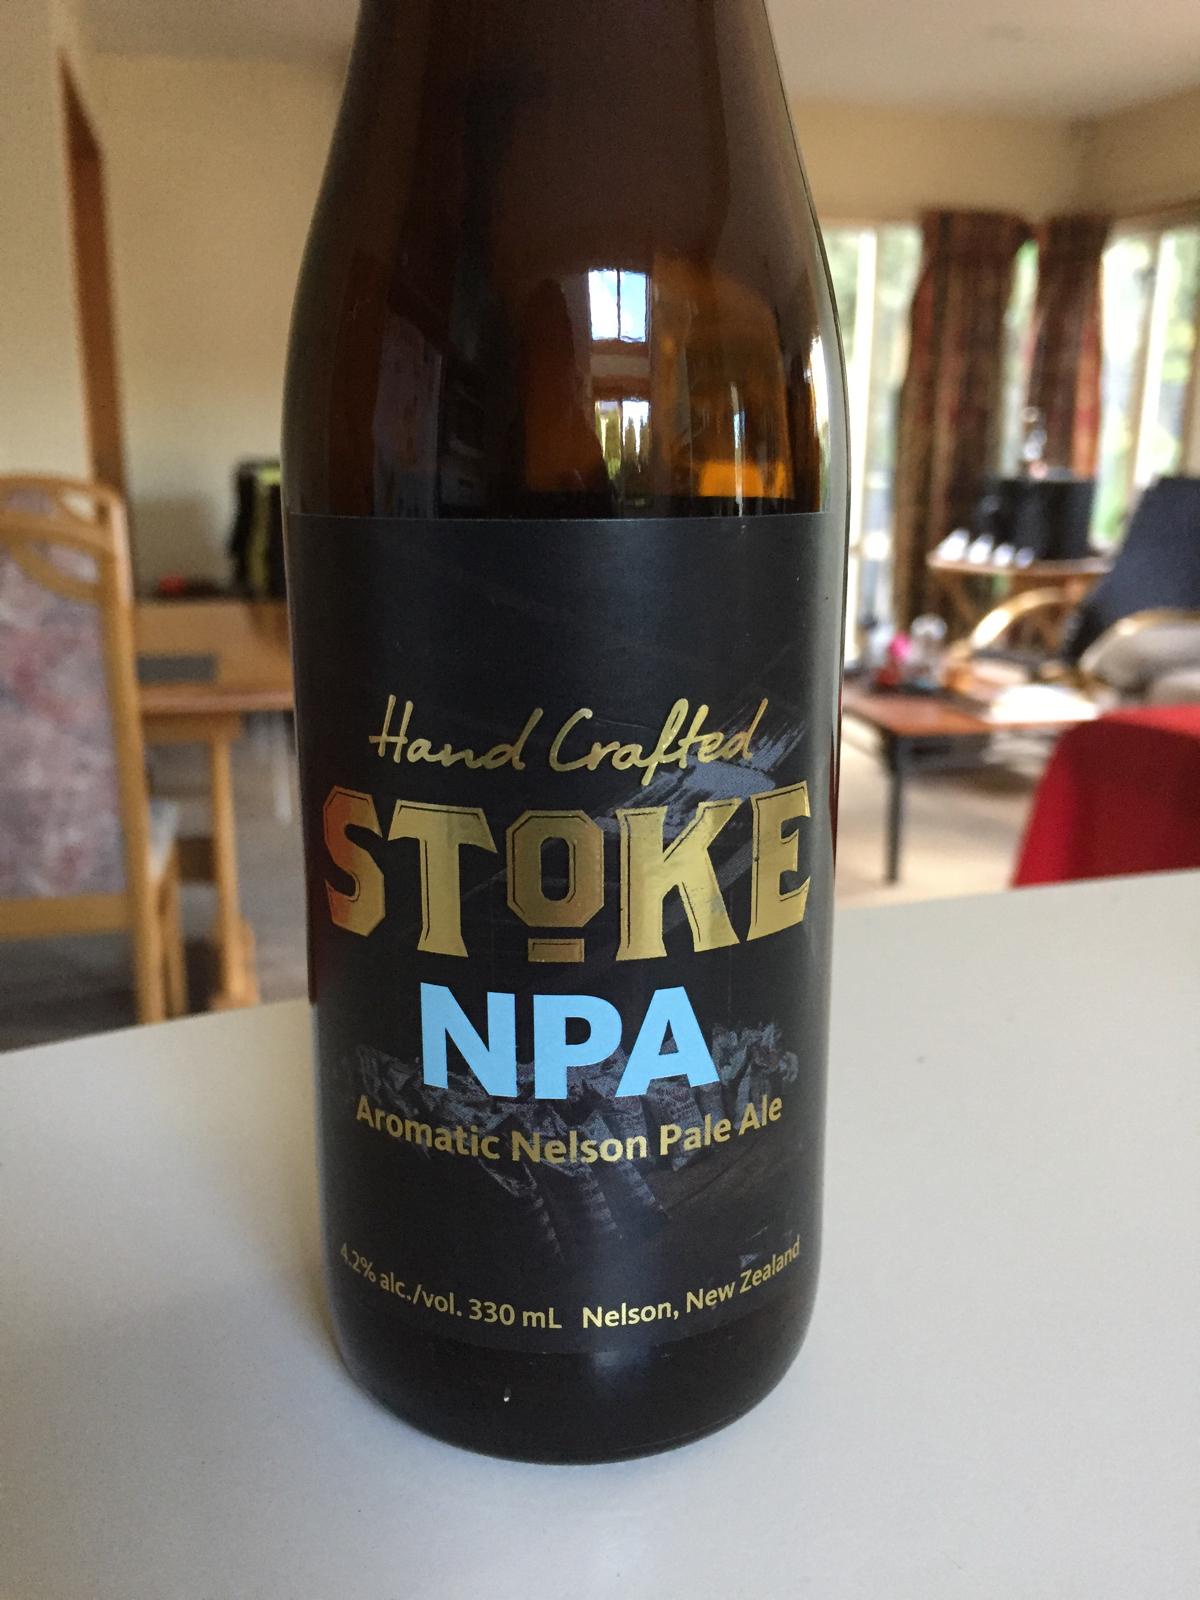 Hand Crafted
STOKE
NPA
Aromatic Nelson Pale Ale
4.2% alc./vol. 330 mL Nelson, New Zealand